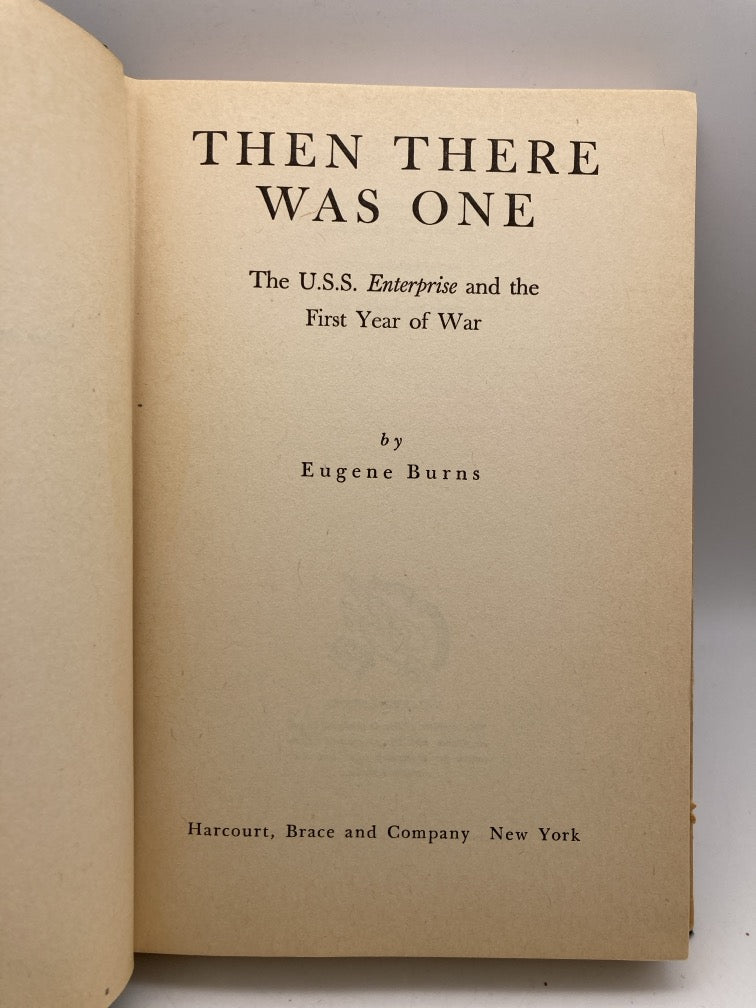 THEN THERE
WAS ONE
The U.S.S. Enterprise and the
First Year of War
by
Eugene Burns
Harcourt, Brace and Company New York